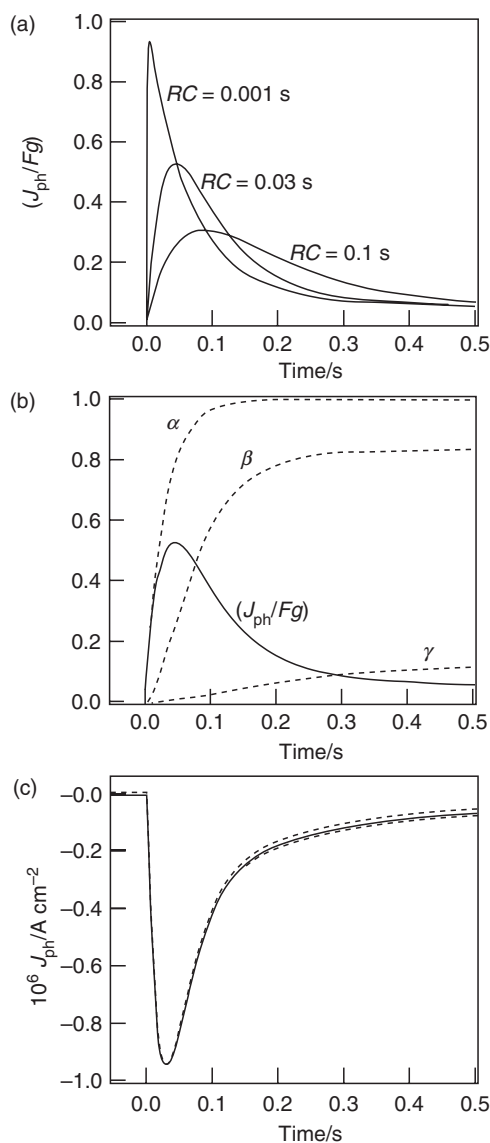 (a)
1.0
0.8
0.6
0.4
0.2
0.0
(J_ph/Fg)
RC = 0.001 s
RC = 0.03 s
RC = 0.1 s
0.0 0.1 0.2 0.3 0.4 0.5
Time/s
(b)
1.0
0.8
0.6
0.4
0.2
0.0
α
β
(J_ph/Fg)
γ
0.0 0.1 0.2 0.3 0.4 0.5
Time/s
(c)
−0.0
−0.2
−0.4
−0.6
−0.8
−1.0
10⁶ J_ph/A cm⁻²
0.0 0.1 0.2 0.3 0.4 0.5
Time/s